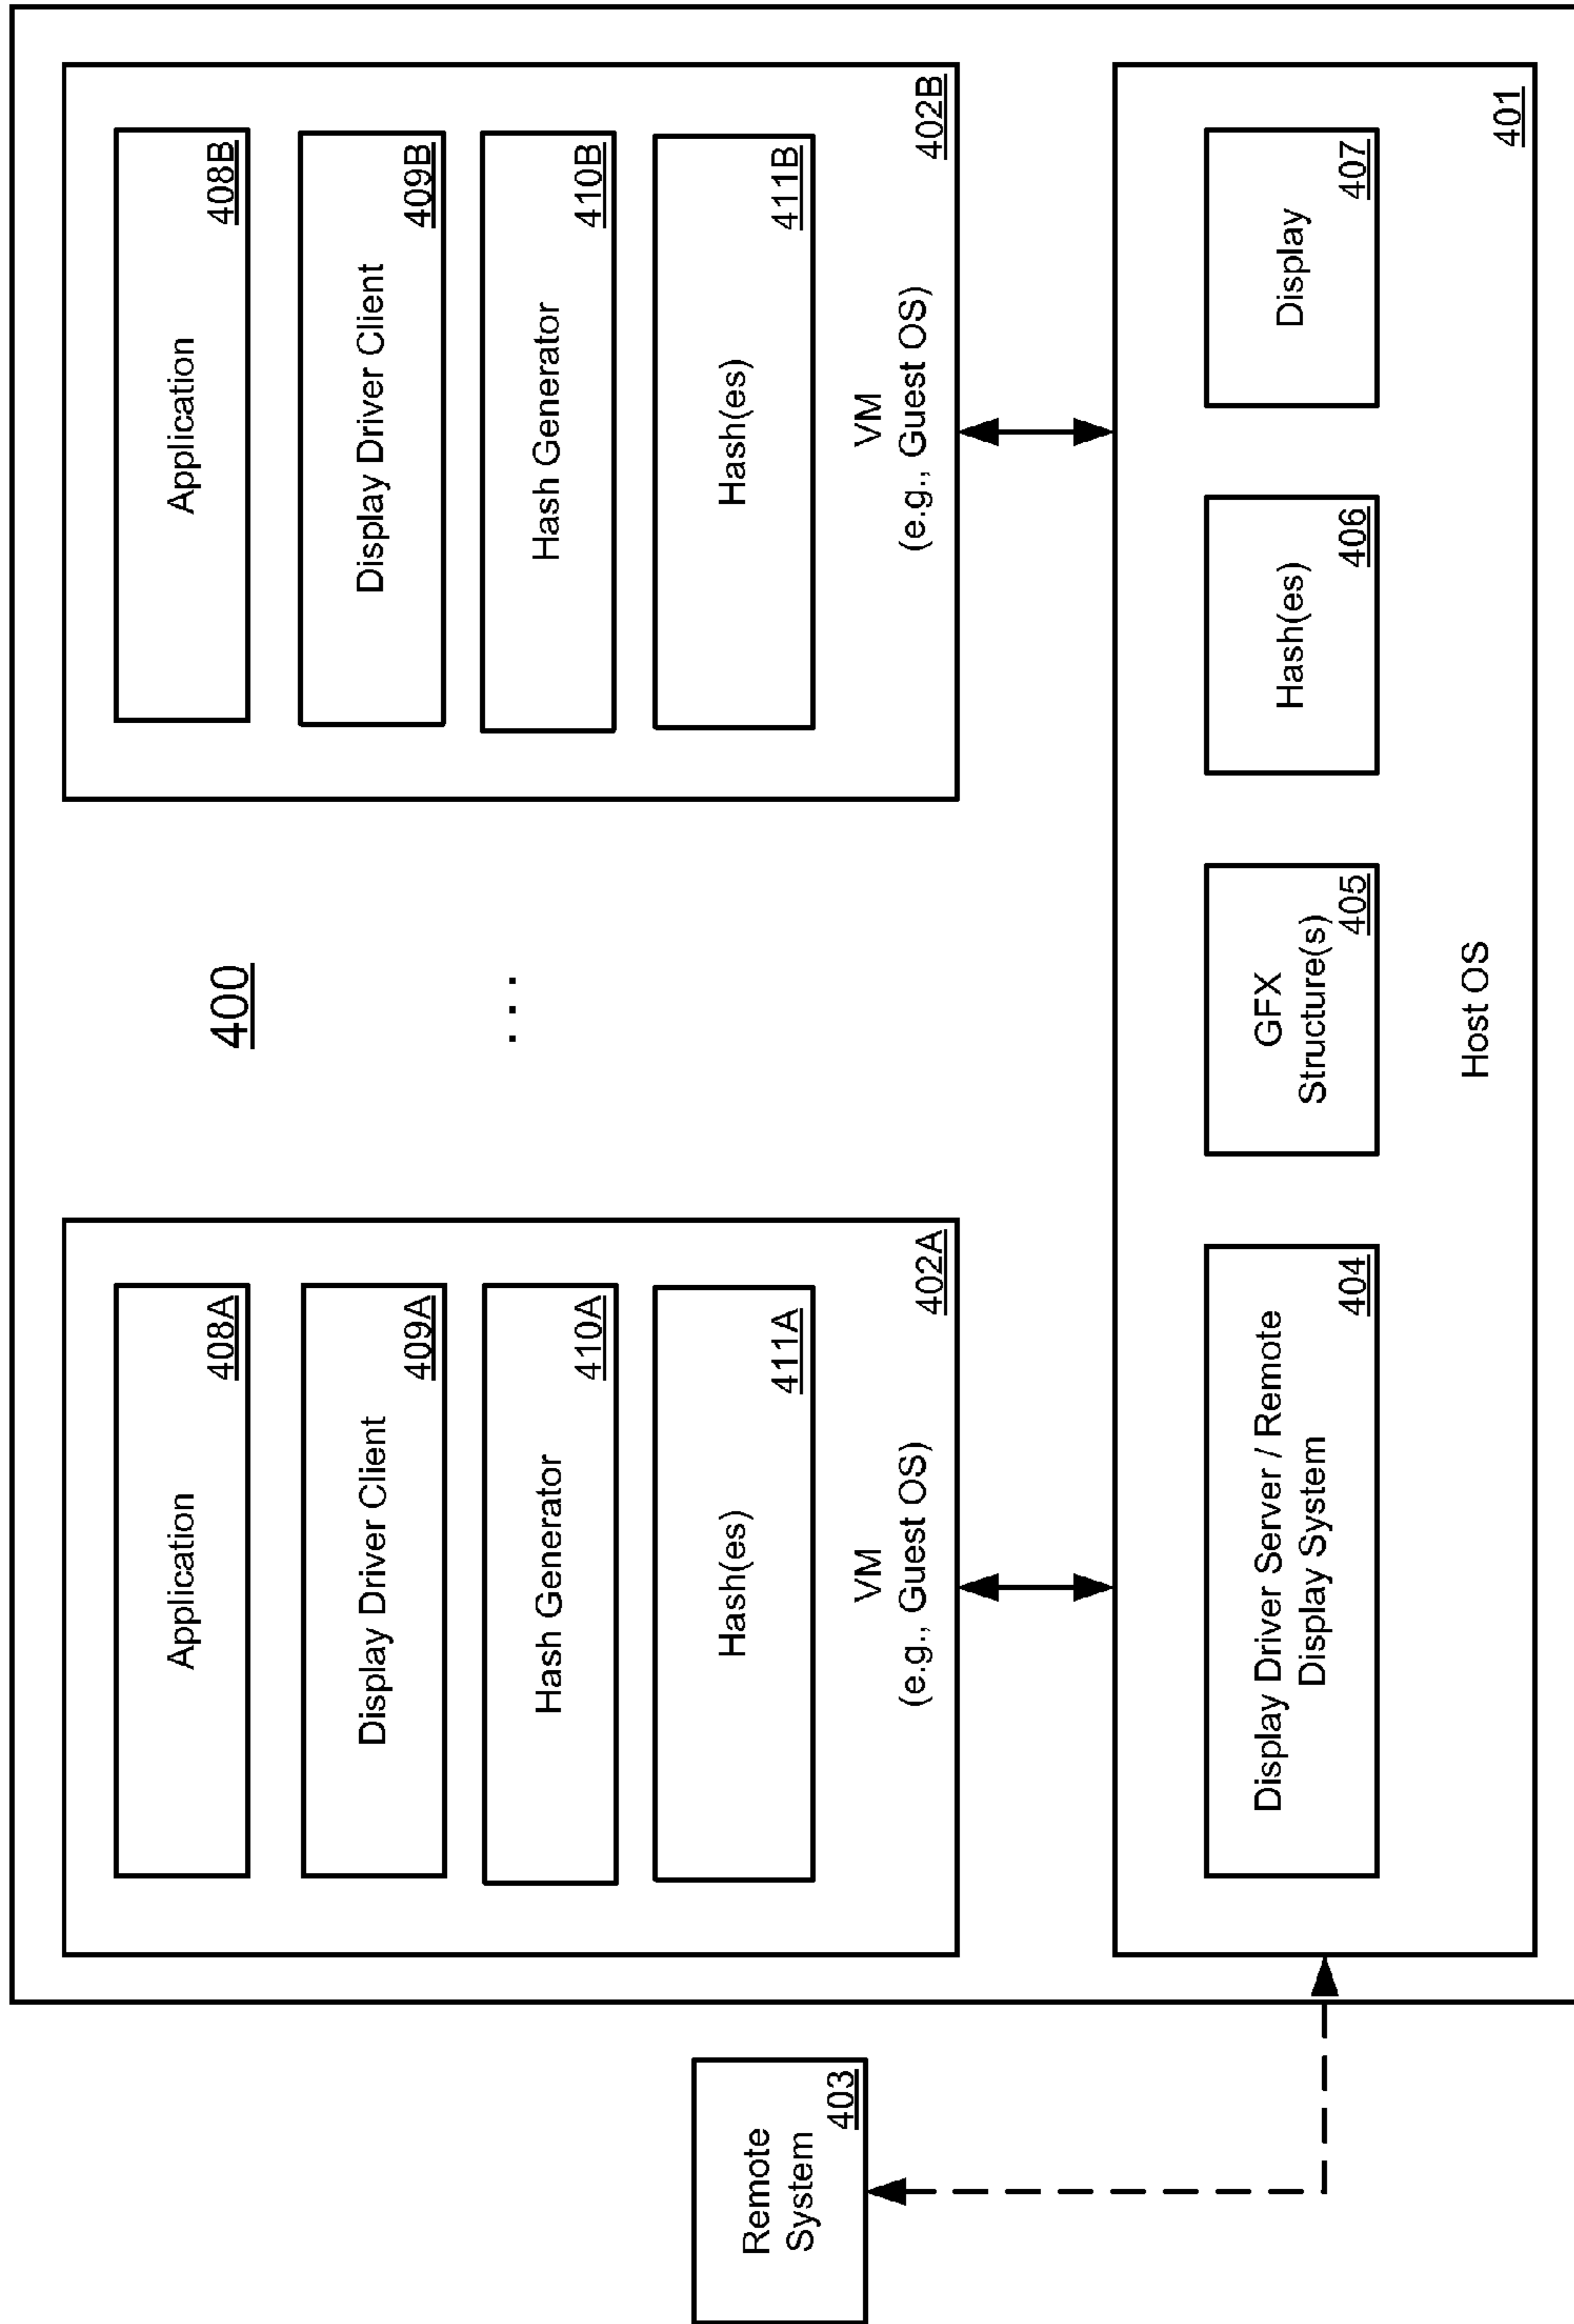 400
Application
408A
Display Driver Client
409A
Hash Generator
410A
Hash(es)
411A
VM
(e.g., Guest OS)
402A
. . .
Application
408B
Display Driver Client
409B
Hash Generator
410B
Hash(es)
411B
VM
(e.g., Guest OS)
402B
Remote
System
403
Display Driver Server / Remote
Display System
404
GFX
Structure(s)
405
Hash(es)
406
Display
407
Host OS
401